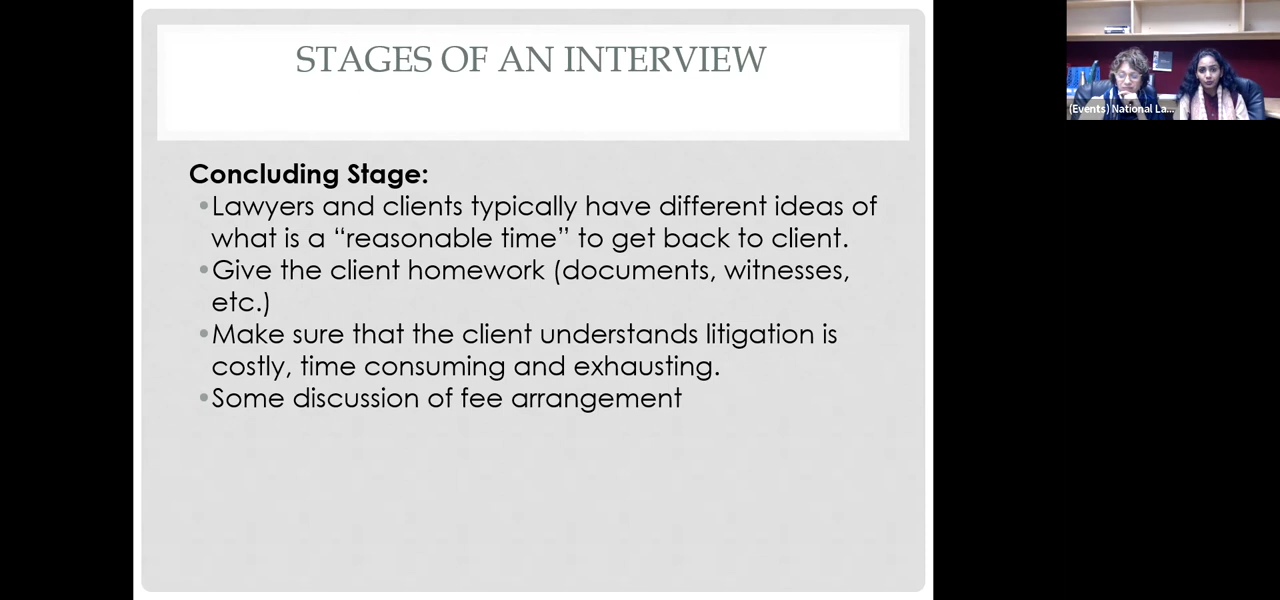 STAGES OF AN INTERVIEW
Concluding Stage:
•Lawyers and clients typically have different ideas of
what is a “reasonable time” to get back to client.
•Give the client homework (documents, witnesses,
etc.)
•Make sure that the client understands litigation is
costly, time consuming and exhausting.
•Some discussion of fee arrangement
(Events) National La...